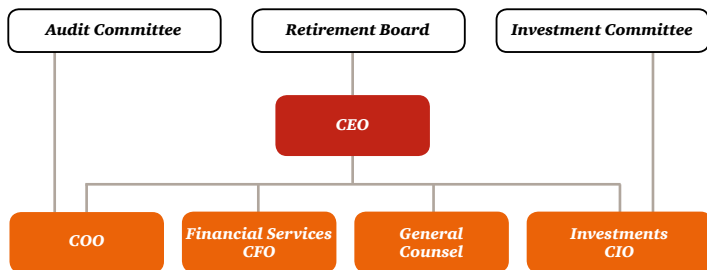 Audit Committee
Retirement Board
Investment Committee
CEO
COO
Financial Services
CFO
General
Counsel
Investments
CIO